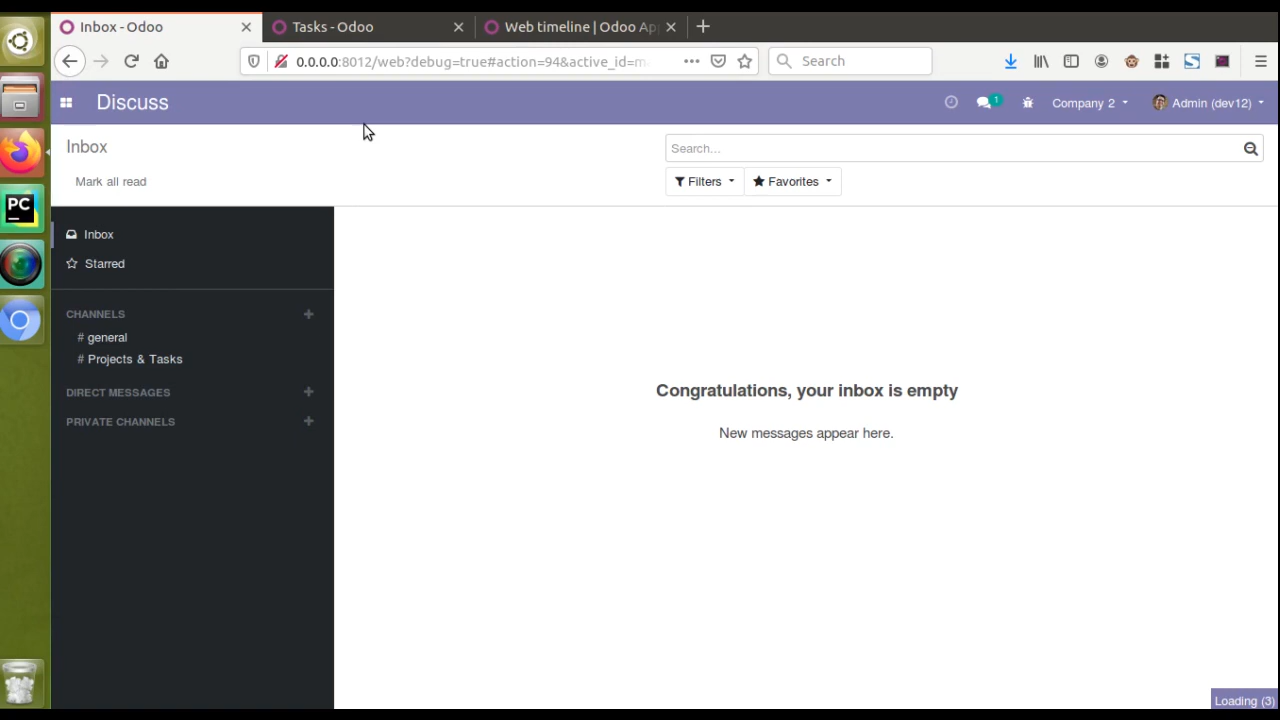 Inbox - Odoo
Tasks - Odoo
Web timeline | Odoo Ap
0.0.0.0:8012/web?debug=true#action=94&active_id=m
Search
Discuss
1
Company 2
Admin (dev12)
Inbox
Search...
Mark all read
Filters
Favorites
Inbox
Starred
CHANNELS
# general
# Projects & Tasks
DIRECT MESSAGES
PRIVATE CHANNELS
Congratulations, your inbox is empty
New messages appear here.
PC
Loading (3)